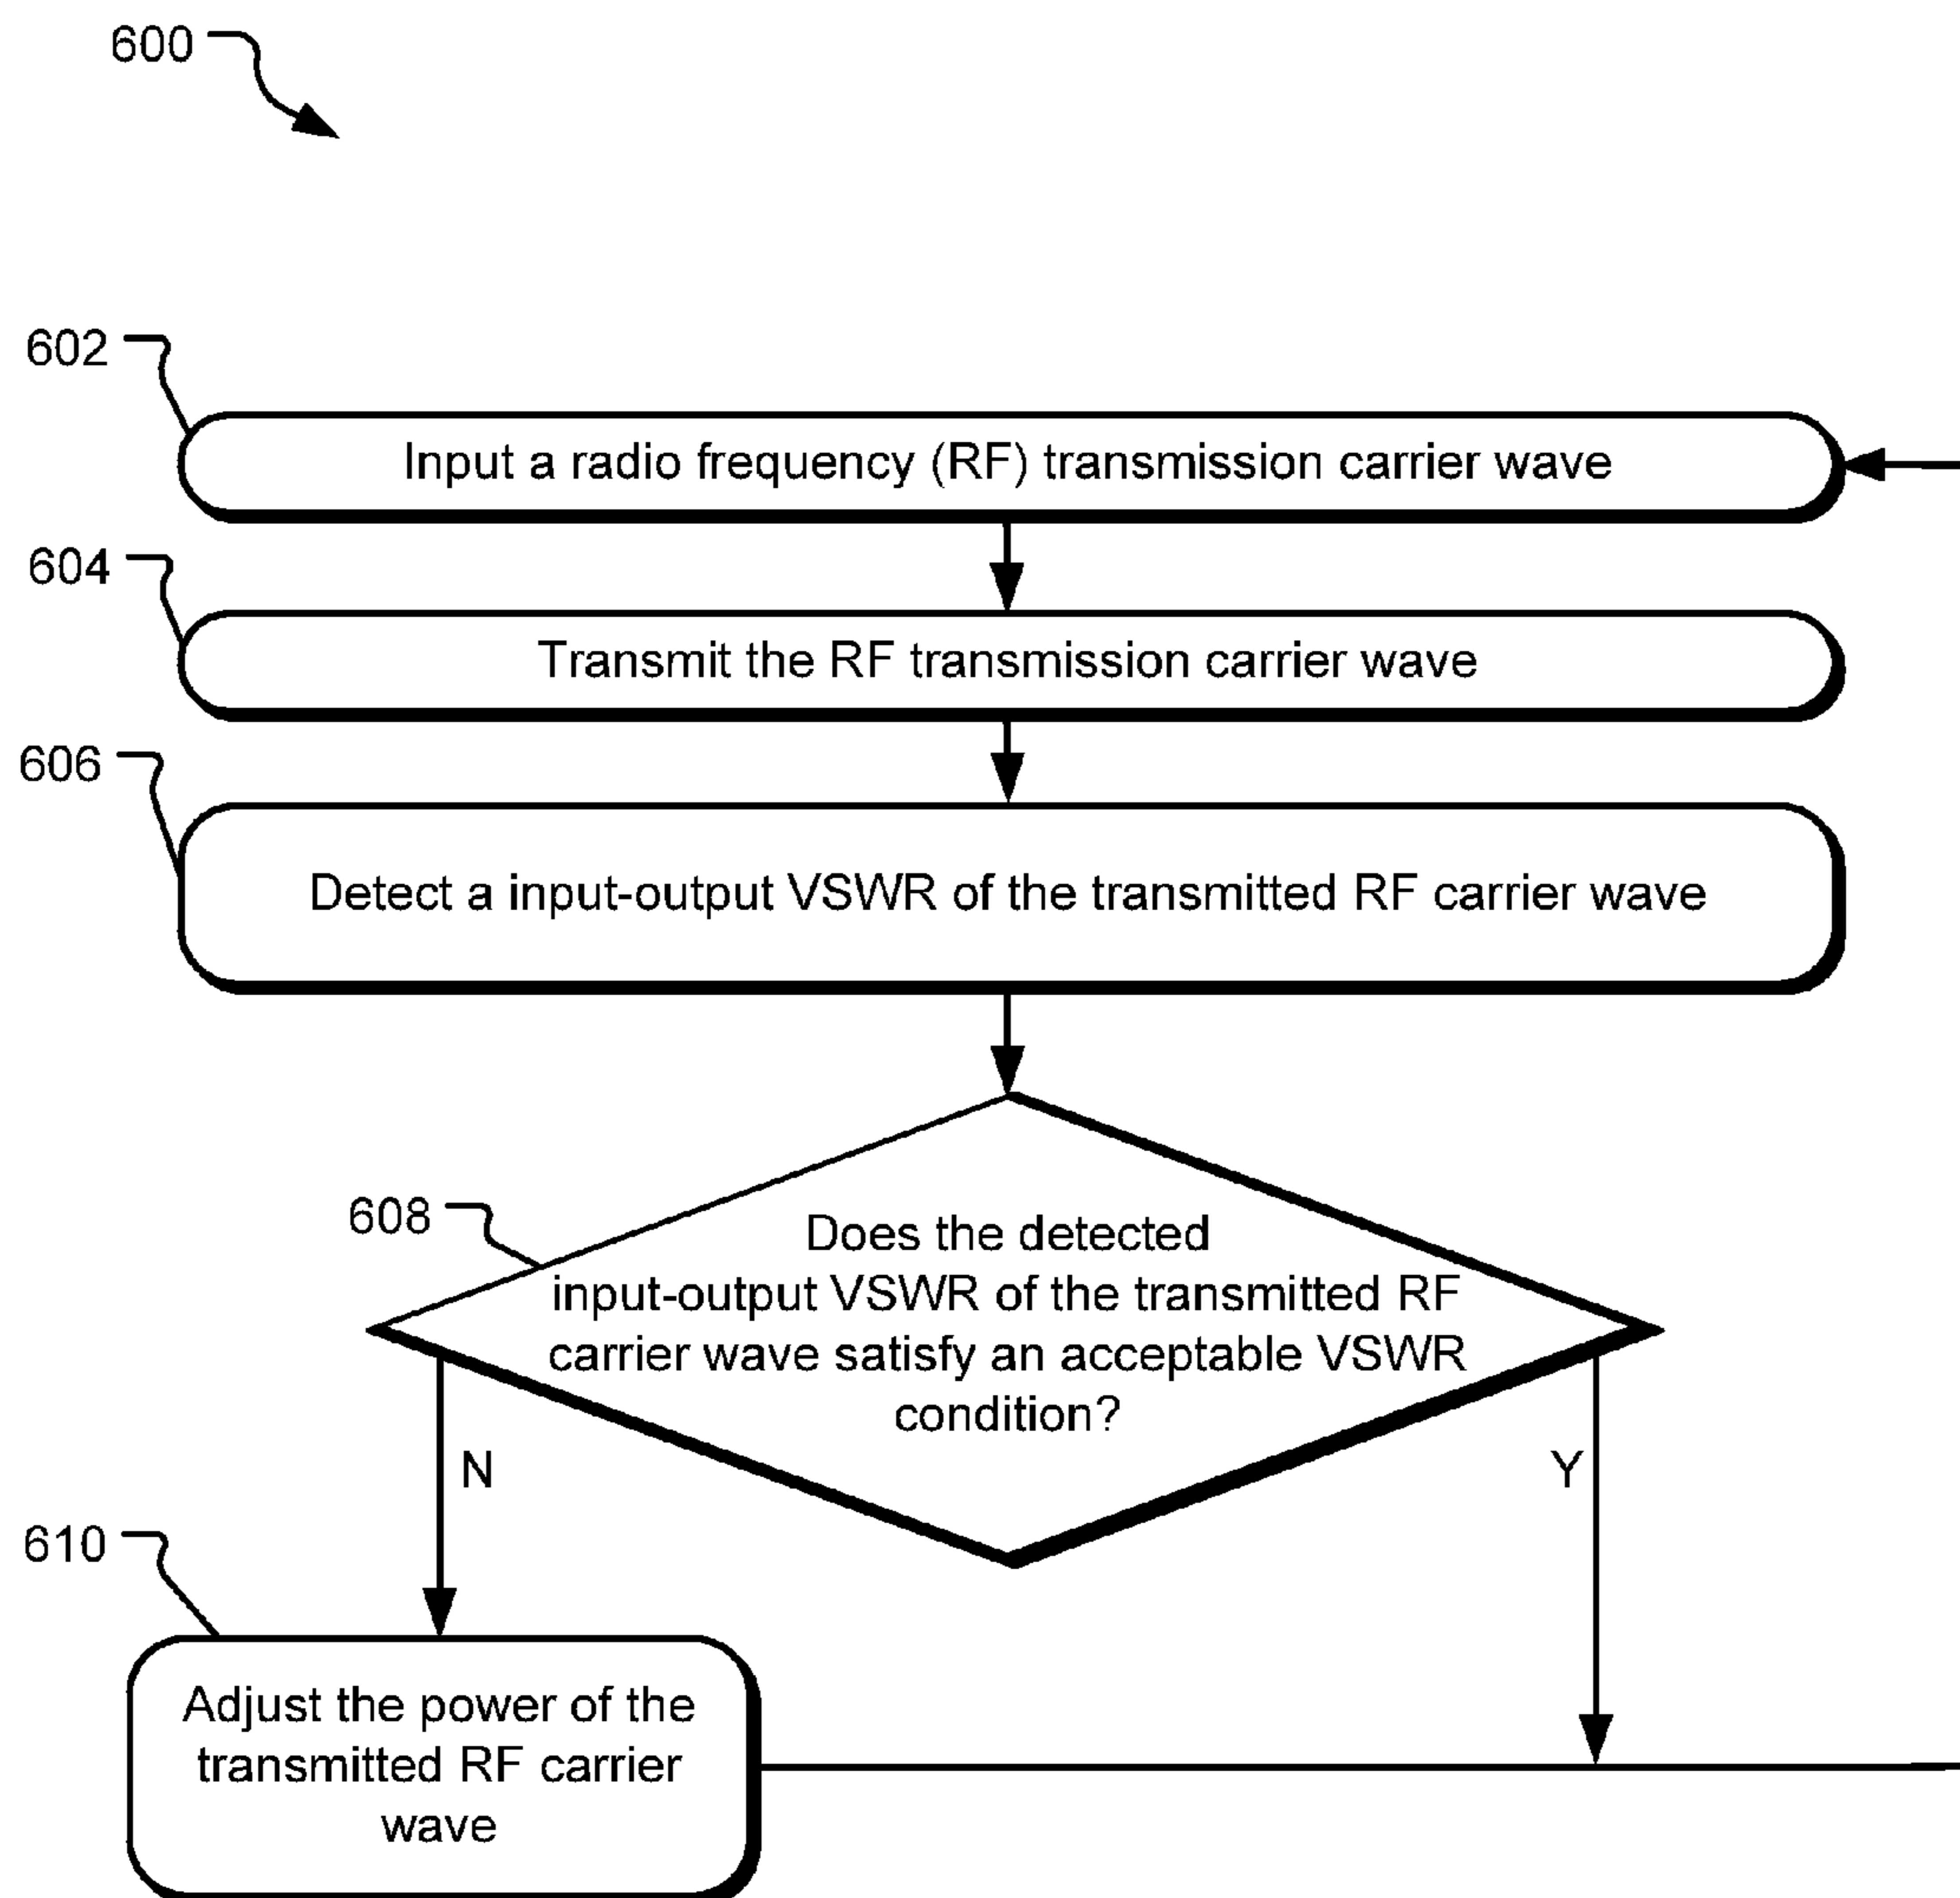 600
602
Input a radio frequency (RF) transmission carrier wave
604
Transmit the RF transmission carrier wave
606
Detect a input-output VSWR of the transmitted RF carrier wave
608
Does the detected
input-output VSWR of the transmitted RF
carrier wave satisfy an acceptable VSWR
condition?
N
Y
610
Adjust the power of the
transmitted RF carrier
wave